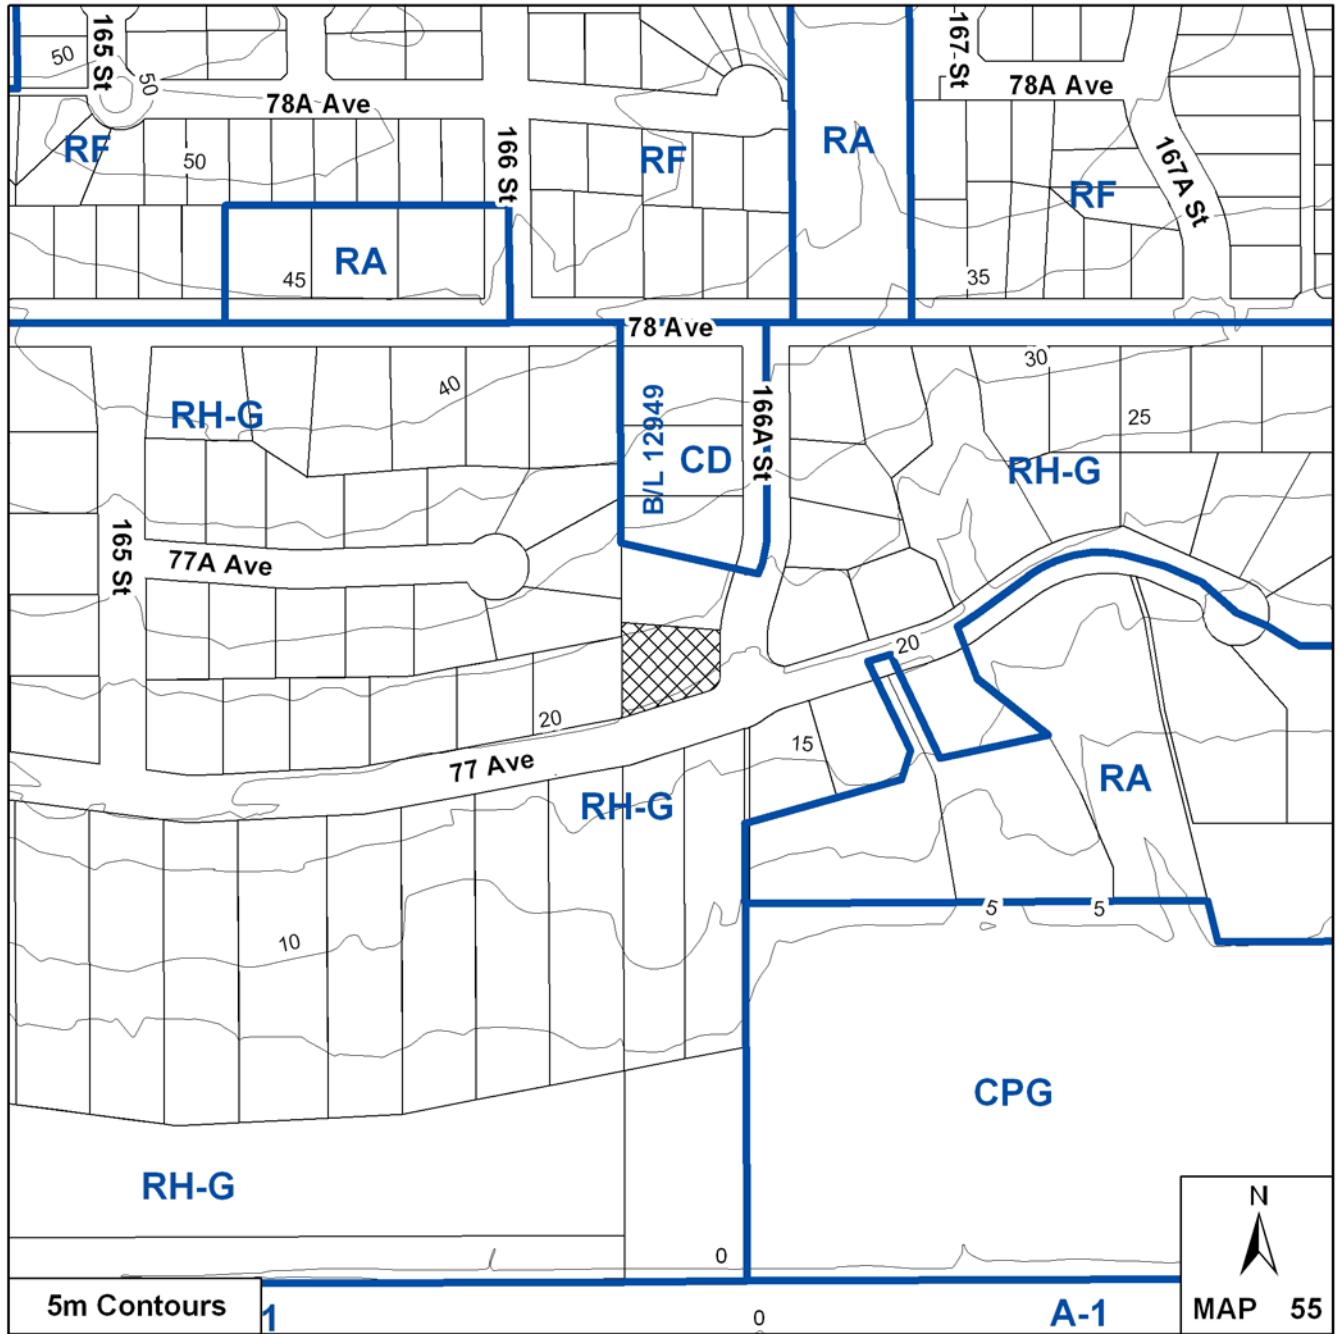 165 St
50
50
78A Ave
RF
50
166 St
RF
RA
167 St
78A Ave
167A St
RF
RA
45
35
78 Ave
30
40
RH-G
B/L 12949
CD
166A St
25
RH-G
165 St
77A Ave
20
20
77 Ave
15
RA
RH-G
5
5
10
CPG
RH-G
N
0
5m Contours
1
0
A-1
MAP 55